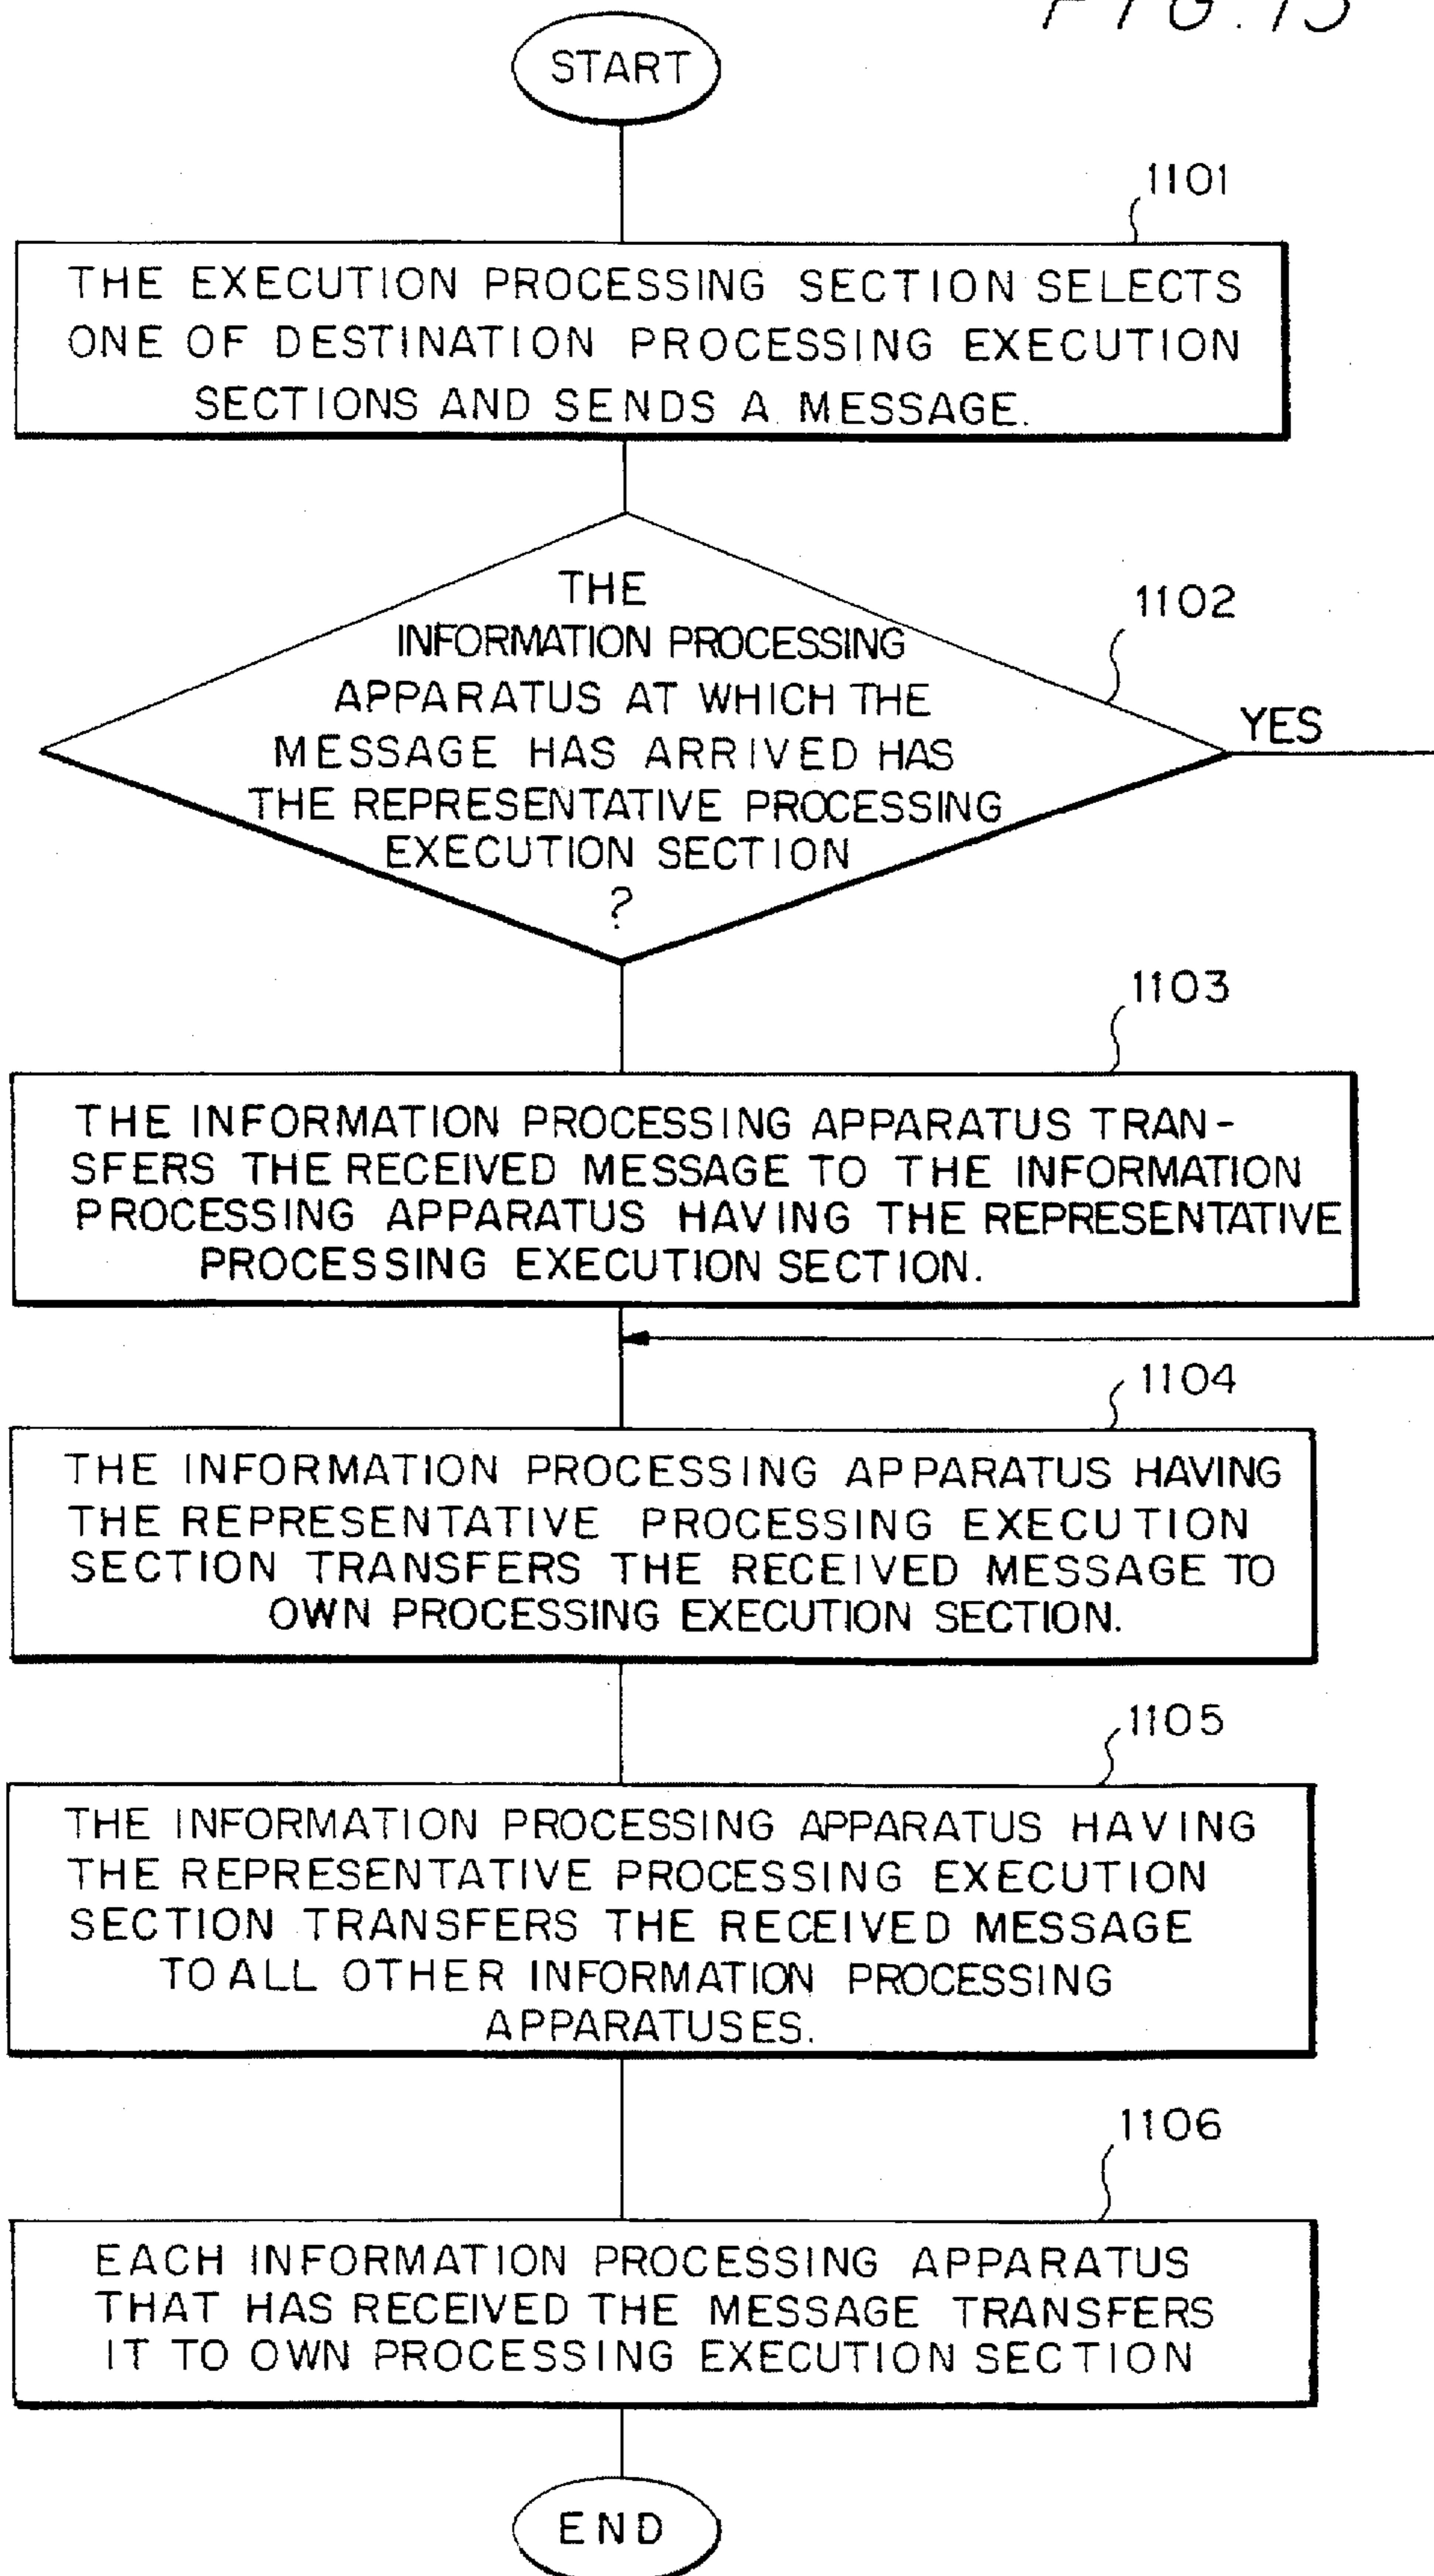 FIG. 13
START
1101
THE EXECUTION PROCESSING SECTION SELECTS
ONE OF DESTINATION PROCESSING EXECUTION
SECTIONS AND SENDS A MESSAGE.
1102
THE
INFORMATION PROCESSING
APPARATUS AT WHICH THE
MESSAGE HAS ARRIVED HAS
THE REPRESENTATIVE PROCESSING
EXECUTION SECTION
?
YES
1103
THE INFORMATION PROCESSING APPARATUS TRAN-
SFERS THE RECEIVED MESSAGE TO THE INFORMATION
PROCESSING APPARATUS HAVING THE REPRESENTATIVE
PROCESSING EXECUTION SECTION.
1104
THE INFORMATION PROCESSING APPARATUS HAVING
THE REPRESENTATIVE PROCESSING EXECUTION
SECTION TRANSFERS THE RECEIVED MESSAGE TO
OWN PROCESSING EXECUTION SECTION.
1105
THE INFORMATION PROCESSING APPARATUS HAVING
THE REPRESENTATIVE PROCESSING EXECUTION
SECTION TRANSFERS THE RECEIVED MESSAGE
TO ALL OTHER INFORMATION PROCESSING
APPARATUSES.
1106
EACH INFORMATION PROCESSING APPARATUS
THAT HAS RECEIVED THE MESSAGE TRANSFERS
IT TO OWN PROCESSING EXECUTION SECTION
END